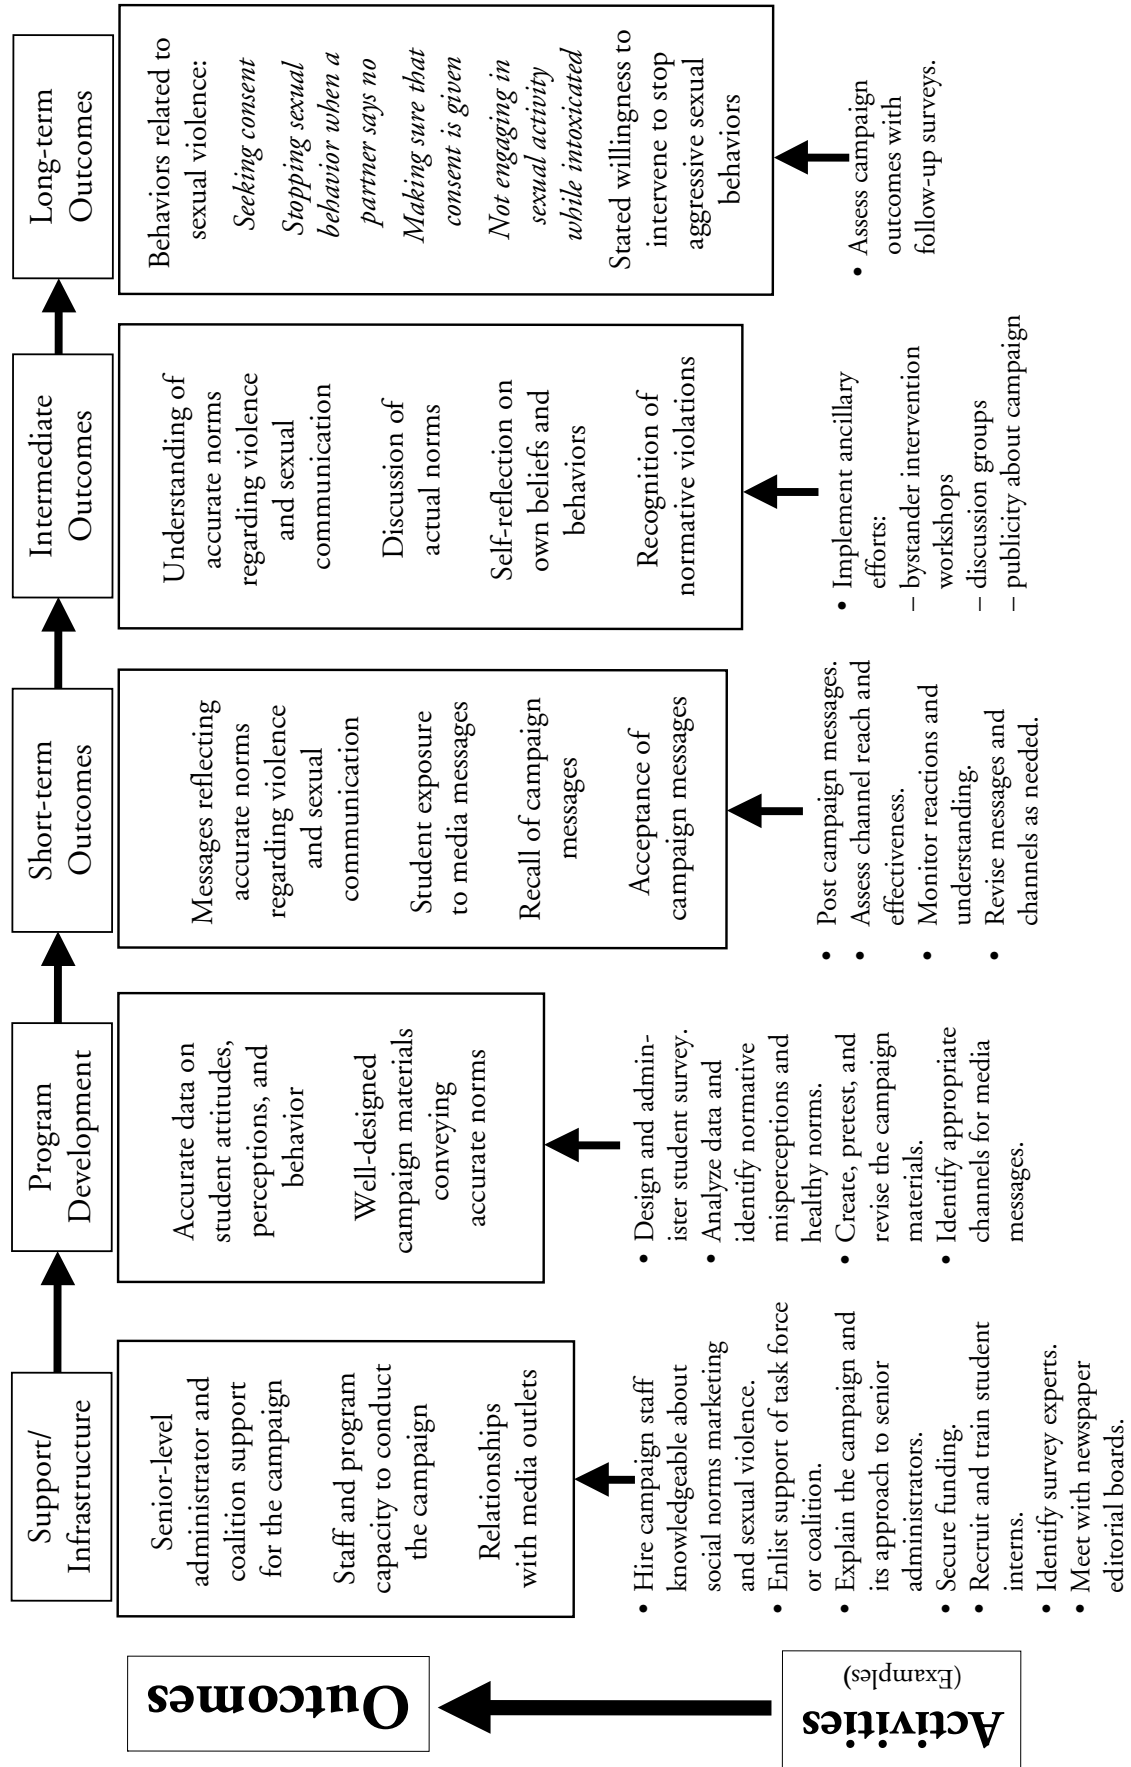 Outcomes
Activities
(Examples)
Support/
Infrastructure
Senior-level
administrator and
coalition support
for the campaign
Staff and program
capacity to conduct
the campaign
Relationships
with media outlets
• Hire campaign staff
knowledgeable about
social norms marketing
and sexual violence.
• Enlist support of task force
or coalition.
• Explain the campaign and
its approach to senior
administrators.
• Secure funding.
• Recruit and train student
interns.
• Identify survey experts.
• Meet with newspaper
editorial boards.
Program
Development
Accurate data on
student attitudes,
perceptions, and
behavior
Well-designed
campaign materials
conveying
accurate norms
• Design and admin-
ister student survey.
• Analyze data and
identify normative
misperceptions and
healthy norms.
• Create, pretest, and
revise the campaign
materials.
• Identify appropriate
channels for media
messages.
Short-term
Outcomes
Messages reflecting
accurate norms
regarding violence
and sexual
communication
Student exposure
to media messages
Recall of campaign
messages
Acceptance of
campaign messages
• Post campaign messages.
• Assess channel reach and
effectiveness.
• Monitor reactions and
understanding.
• Revise messages and
channels as needed.
Intermediate
Outcomes
Understanding of
accurate norms
regarding violence
and sexual
communication
Discussion of
actual norms
Self-reflection on
own beliefs and
behaviors
Recognition of
normative violations
• Implement ancillary
efforts:
– bystander intervention
workshops
– discussion groups
– publicity about campaign
Long-term
Outcomes
Behaviors related to
sexual violence:
Seeking consent
Stopping sexual
behavior when a
partner says no
Making sure that
consent is given
Not engaging in
sexual activity
while intoxicated
Stated willingness to
intervene to stop
aggressive sexual
behaviors
• Assess campaign
outcomes with
follow-up surveys.